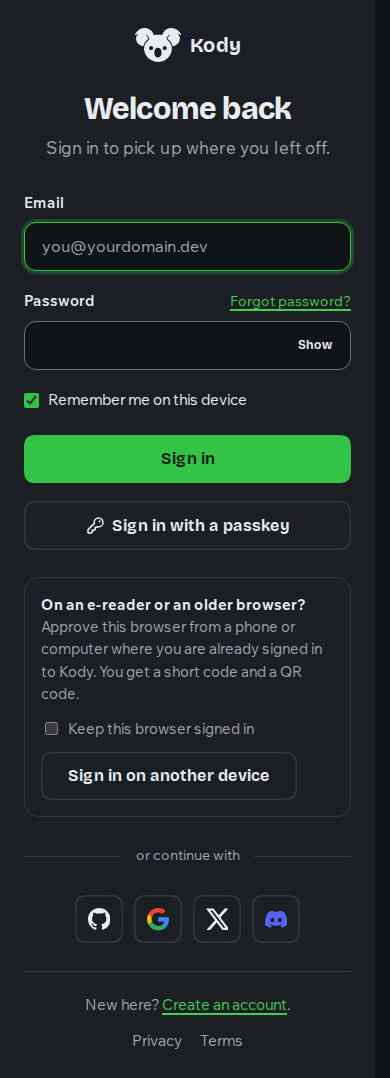 Kody
Welcome back
Sign in to pick up where you left off.
Email
you@yourdomain.dev
Password
Forgot password?
Show
Remember me on this device
Sign in
Sign in with a passkey
On an e-reader or an older browser?
Approve this browser from a phone or
computer where you are already signed in
to Kody. You get a short code and a QR
code.
Keep this browser signed in
Sign in on another device
or continue with
New here? Create an account.
Privacy Terms